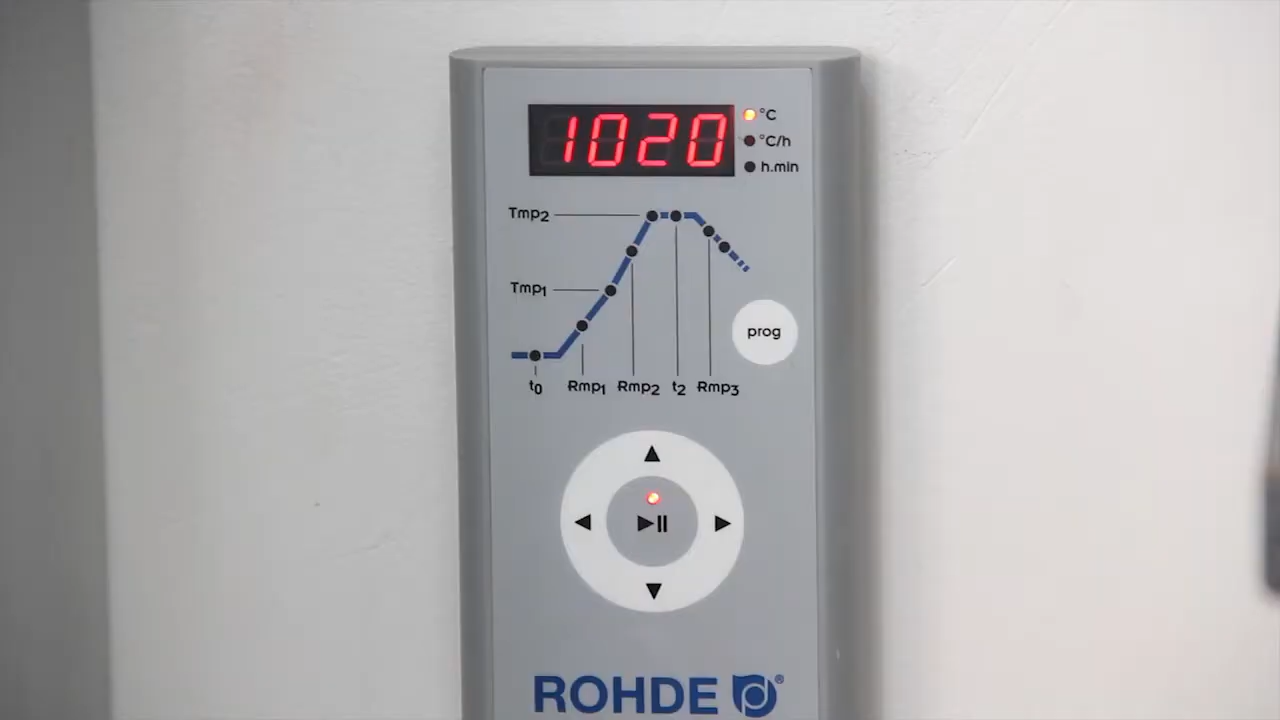 1020
°C
°C/h
h.min
Tmp2
Tmp1
prog
t0 Rmp1 Rmp2 t2 Rmp3
ROHDE ®